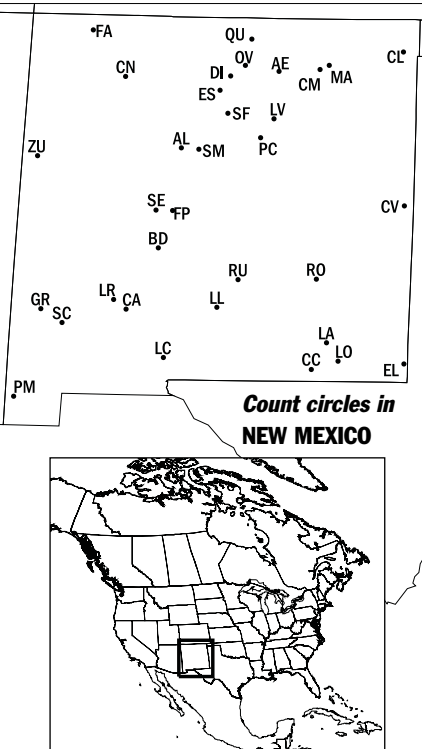 FA
QU
CL
OV
AE
CN
DI
CM
MA
ES
SF
LV
ZU
AL
SM
PC
SE
FP
CV
BD
RU
RO
GR
LR
CA
SC
LL
LC
LA
LO
CC
EL
PM
Count circles in
NEW MEXICO